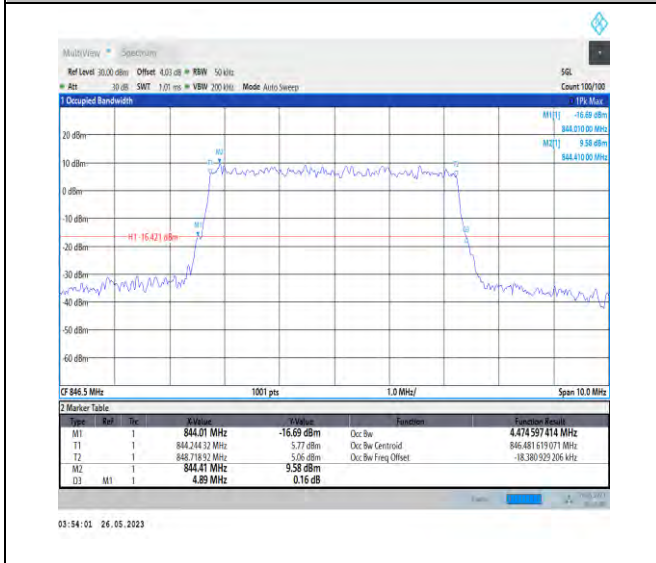 MultiView Spectrum
Ref Level 30.00 dBm Offset 4.03 dB RBW 50 kHz SGL
Att 30 dB SWT 1.01 ms VBW 200 kHz Mode Auto Sweep Count 100/100
1 Occupied Bandwidth 1Pk Max
M1[1] -16.69 dBm
844.010 00 MHz
M2[1] 9.58 dBm
844.410 00 MHz
20 dBm
M2
10 dBm
T1 T2
0 dBm
-10 dBm
M1
H1 -16.421 dBm
-20 dBm
-30 dBm
-40 dBm
-50 dBm
-60 dBm
CF 846.5 MHz 1001 pts 1.0 MHz/ Span 10.0 MHz
2 Marker Table
Type Ref Trc X-Value Y-Value Function Function Result
M1 1 844.01 MHz -16.69 dBm Occ Bw 4.474 597 414 MHz
T1 1 844.244 32 MHz 5.77 dBm Occ Bw Centroid 846.481 619 071 MHz
T2 1 848.718 92 MHz 5.06 dBm Occ Bw Freq Offset -18.380 929 206 kHz
M2 1 844.41 MHz 9.58 dBm
D3 M1 1 4.89 MHz 0.16 dB
03:54:01 26.05.2023